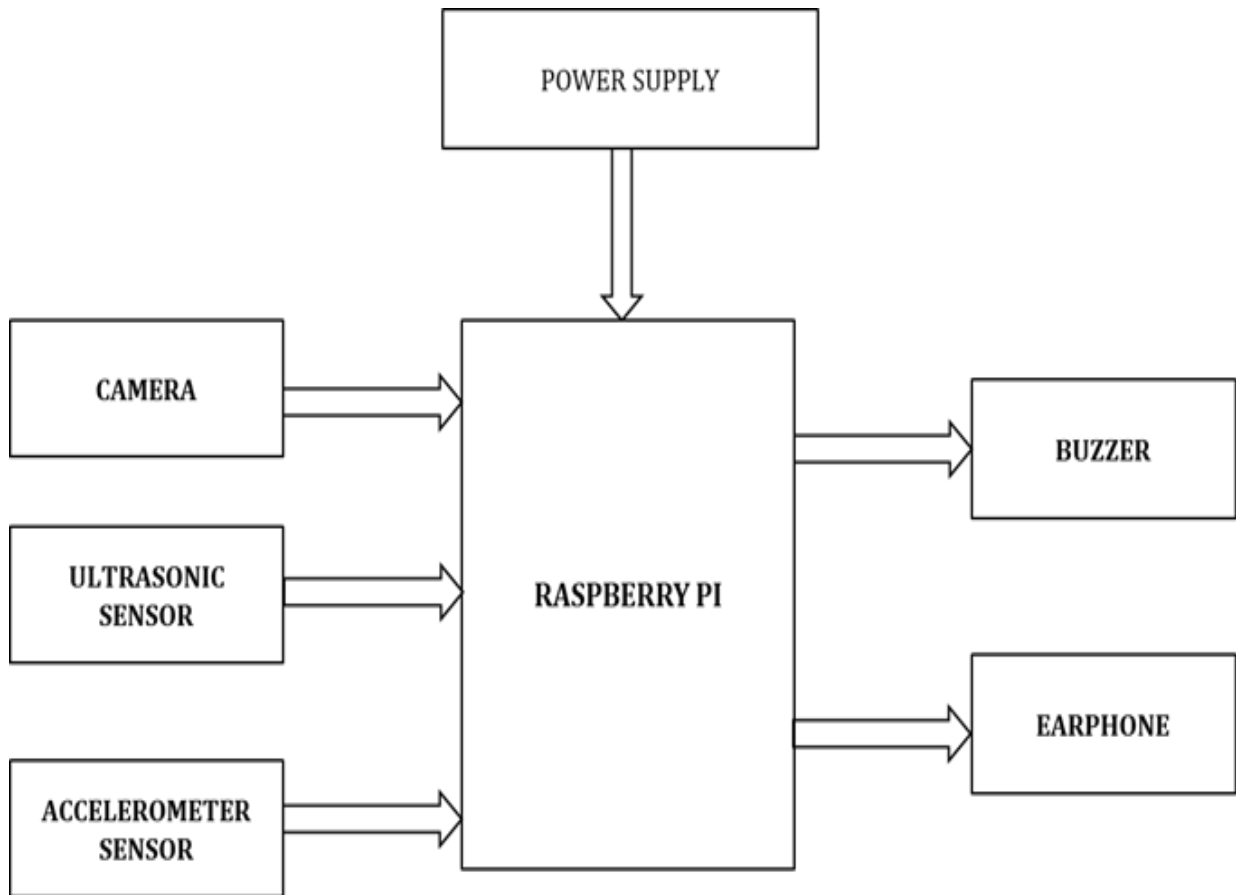 POWER SUPPLY
CAMERA
ULTRASONIC
SENSOR
ACCELEROMETER
SENSOR
RASPBERRY PI
BUZZER
EARPHONE